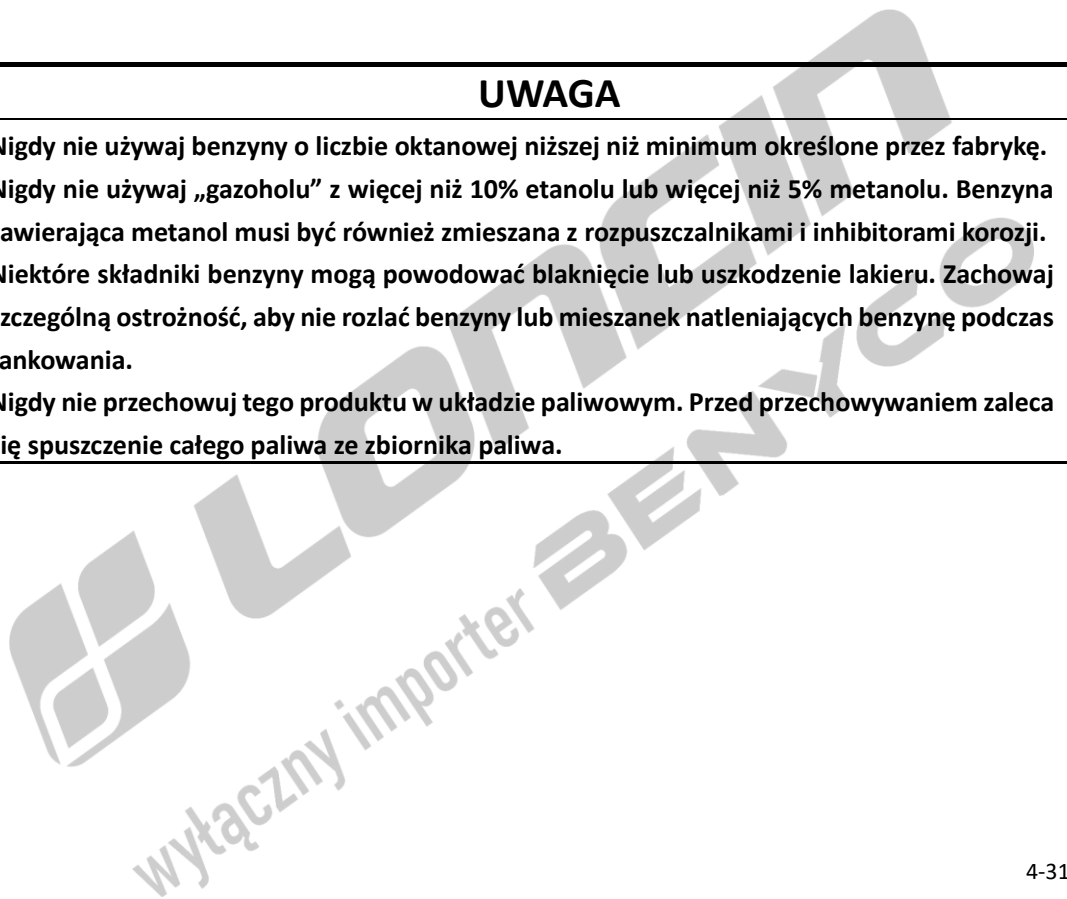 UWAGA
Nigdy nie używaj benzyny o liczbie oktanowej niższej niż minimum określone przez fabrykę.
Nigdy nie używaj „gazoholu” z więcej niż 10% etanolu lub więcej niż 5% metanolu. Benzyna
awierająca metanol musi być również zmieszana z rozpuszczalnikami i inhibitorami korozji.
Niektóre składniki benzyny mogą powodować blaknięcie lub uszkodzenie lakieru. Zachowaj
zczególną ostrożność, aby nie rozlać benzyny lub mieszanek natleniających benzynę podczas
ankowania.
Nigdy nie przechowuj tego produktu w układzie paliwowym. Przed przechowywaniem zaleca
ię spuszczenie całego paliwa ze zbiornika paliwa.
LONCIN
wyłączny importer BENYCO
4-31